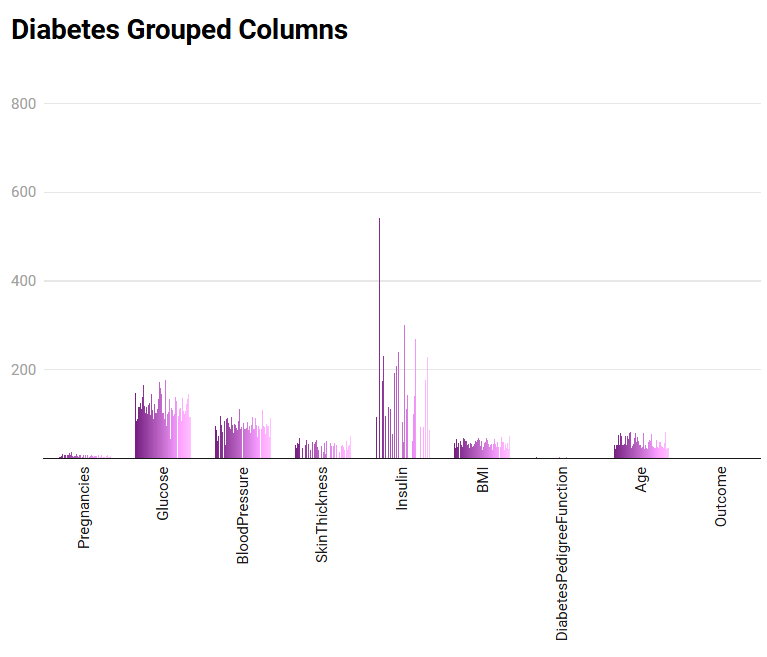 Diabetes Grouped Columns
800
600
400
200
Pregnancies
Glucose
BloodPressure
SkinThickness
Insulin
BMI
DiabetesPedigreeFunction
Age
Outcome